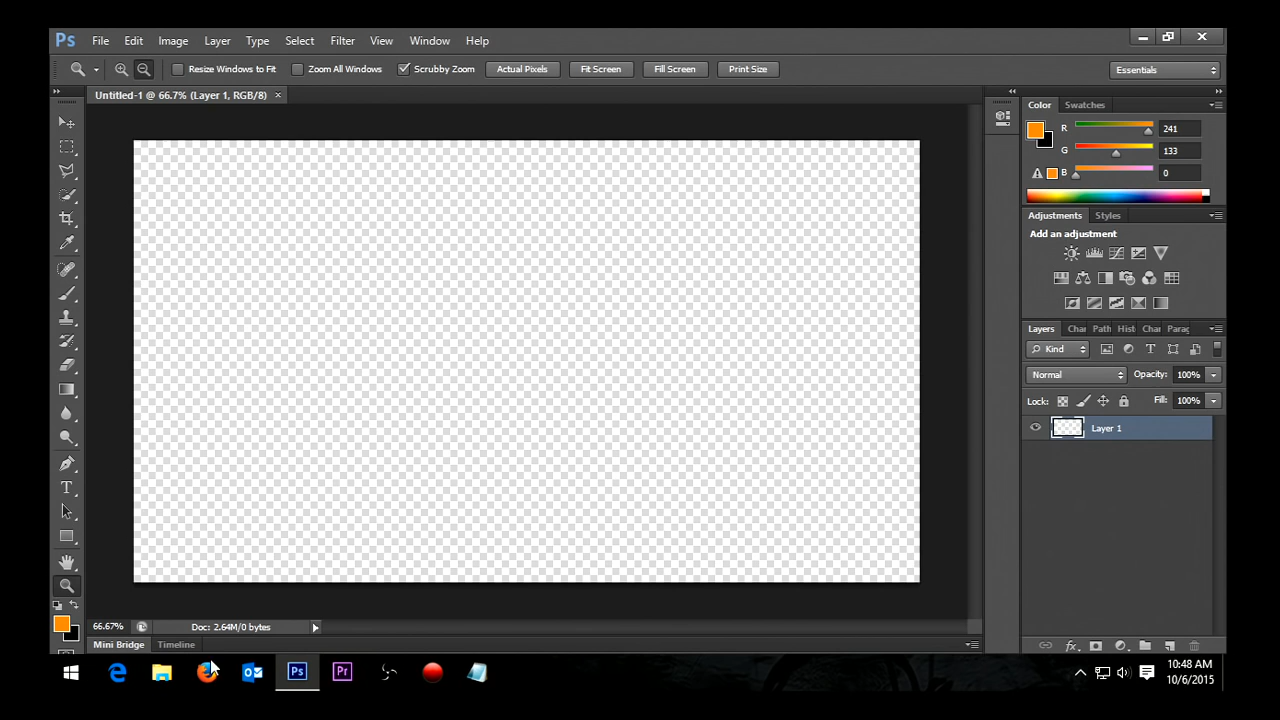 Ps File Edit Image Layer Type Select Filter View Window Help
Resize Windows to Fit Zoom All Windows Scrubby Zoom Actual Pixels Fit Screen Fill Screen Print Size Essentials
Untitled-1 @ 66.7% (Layer 1, RGB/8) ×
Color Swatches
R 241
G 133
B 0
Adjustments Styles
Add an adjustment
Layers Char Path Hist Char Parag
Kind T
Normal Opacity: 100%
Lock: Fill: 100%
Layer 1
T
66.67% Doc: 2.64M/0 bytes
fx
Mini Bridge Timeline
Ps Pr
10:48 AM
10/6/2015